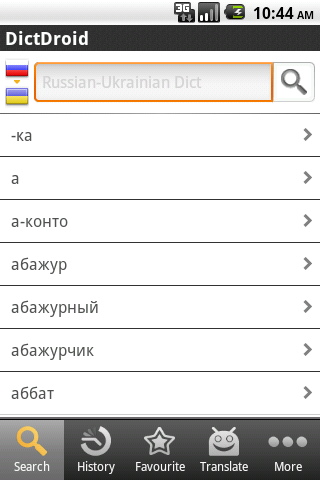 3G 10:44 AM
DictDroid
Russian-Ukrainian Dict
-ка
а
а-конто
абажур
абажурный
абажурчик
аббат
Search History Favourite Translate More